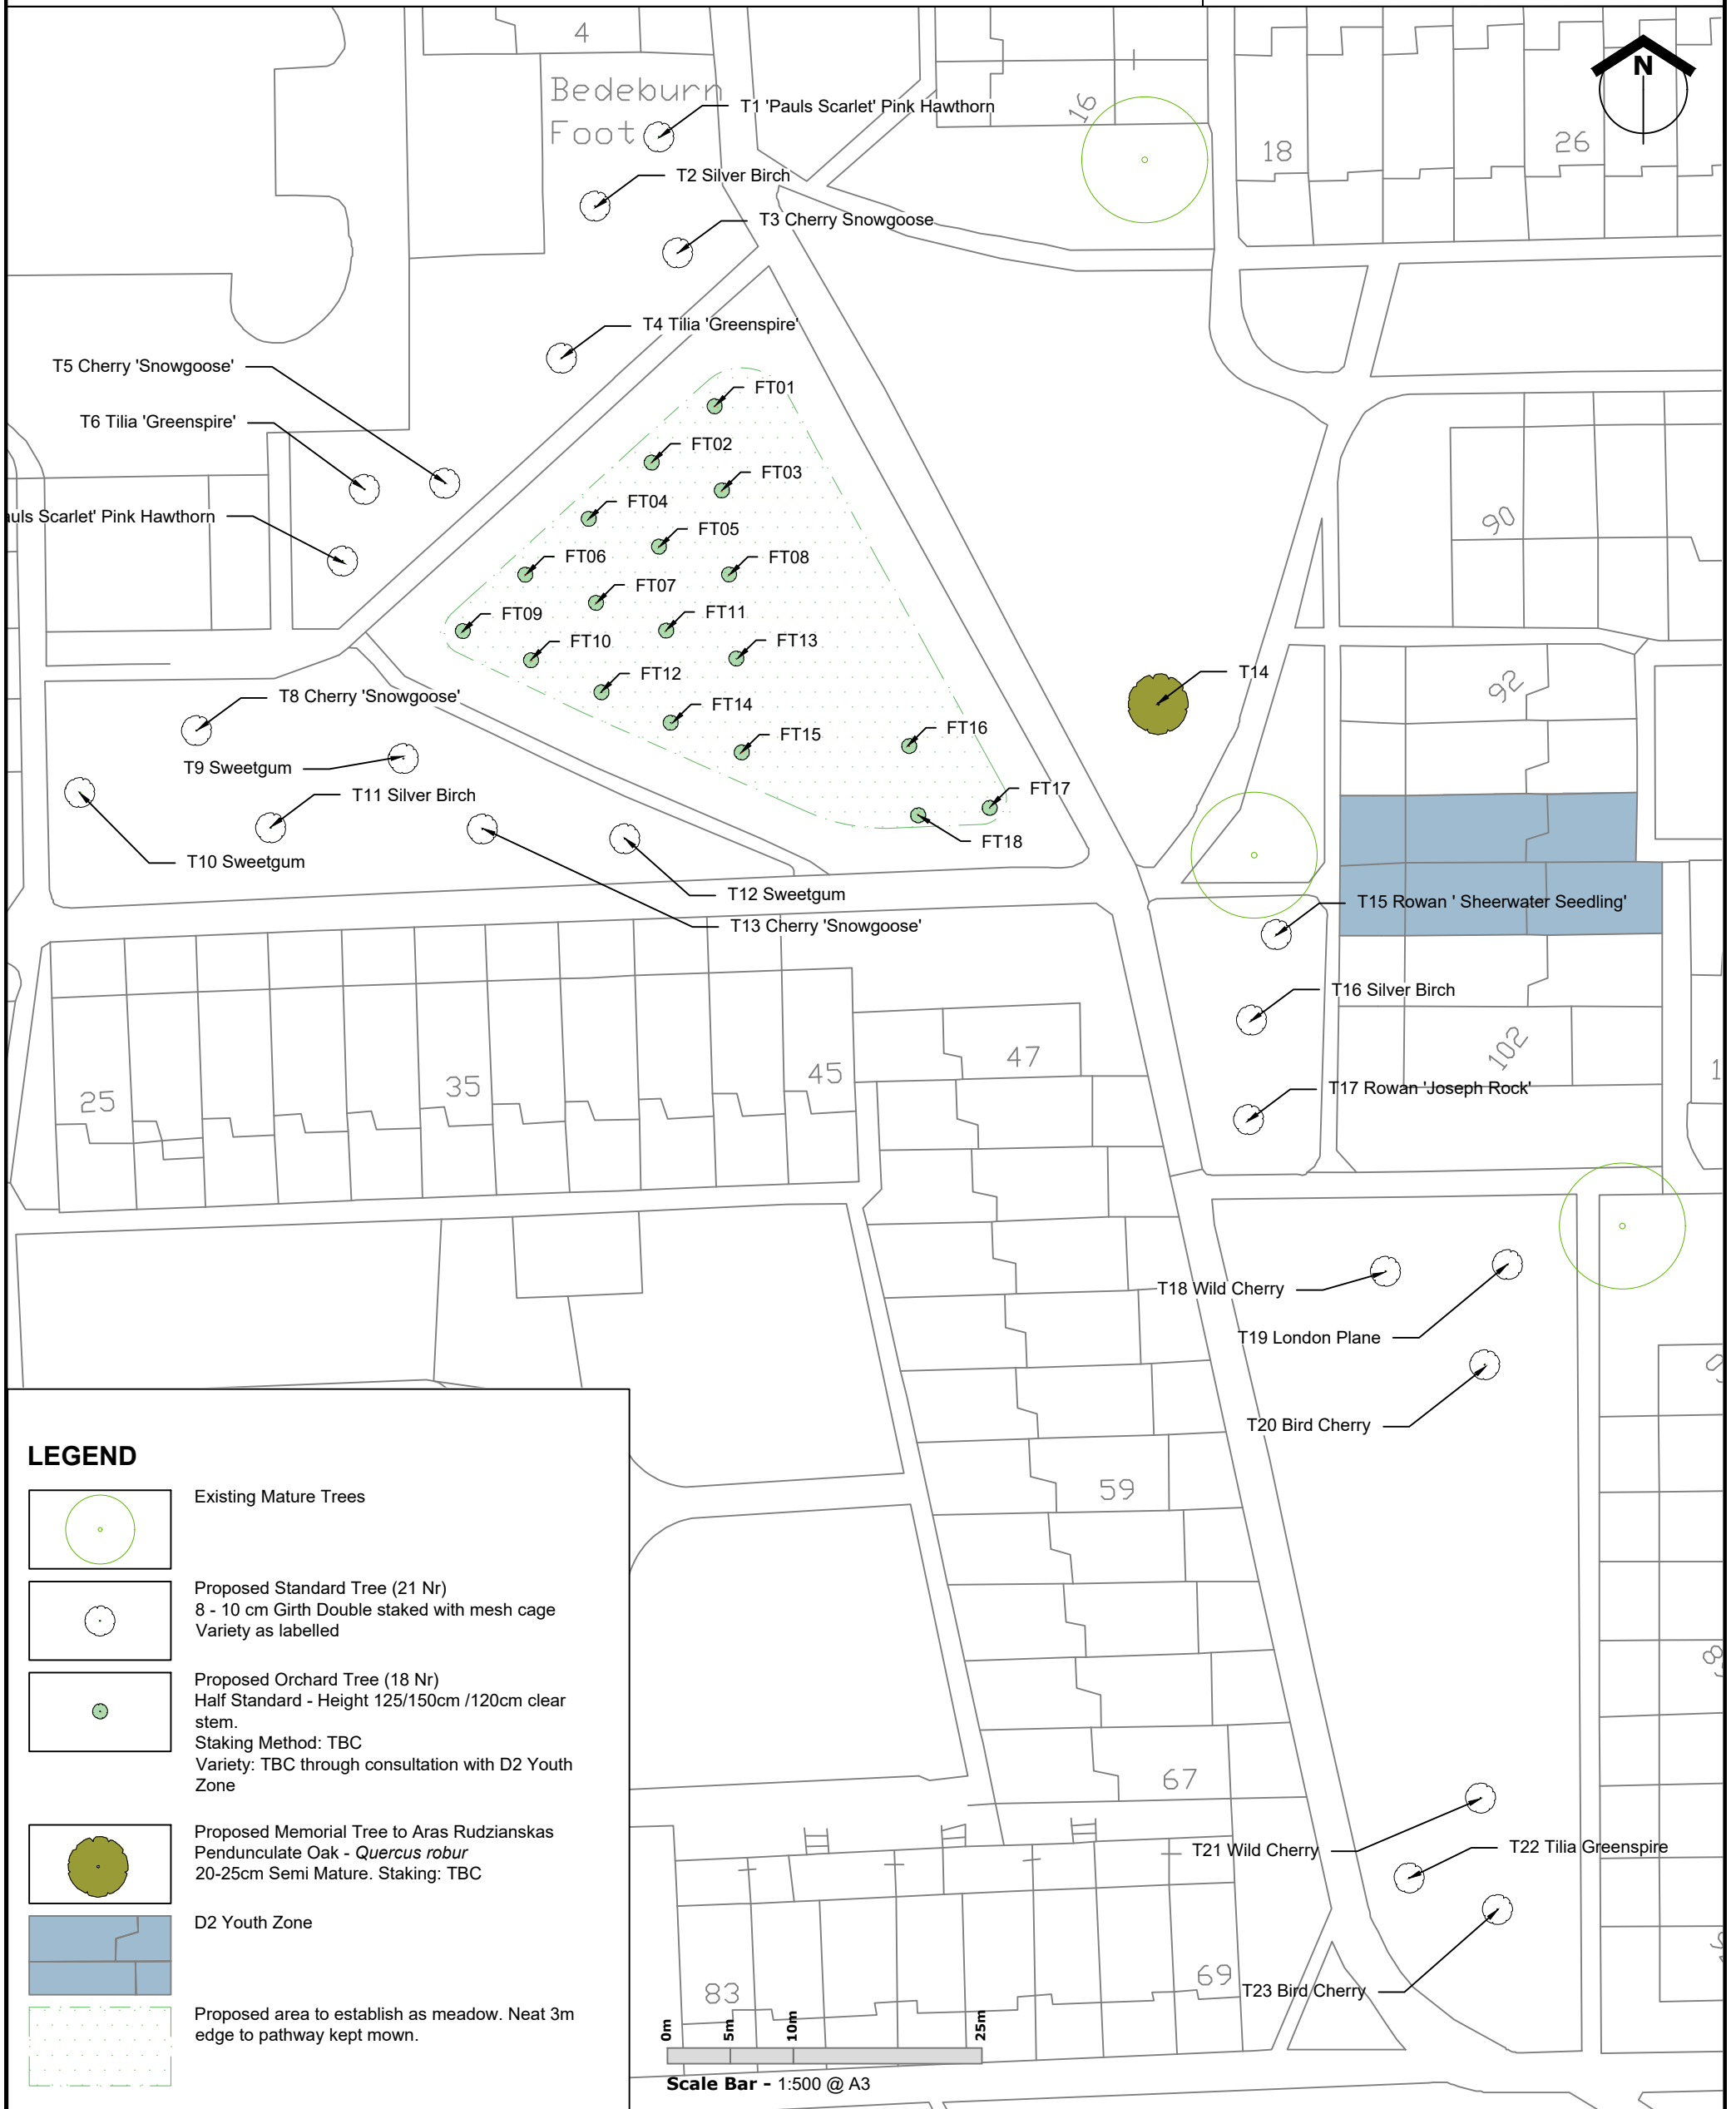 4
Bedeburn
Foot
T1 'Pauls Scarlet' Pink Hawthorn
16
18
26
N
T2 Silver Birch
T3 Cherry Snowgoose
T4 Tilia 'Greenspire'
T5 Cherry 'Snowgoose'
T6 Tilia 'Greenspire'
auls Scarlet' Pink Hawthorn
FT01
FT02
FT03
FT04
FT05
FT06
FT07
FT08
FT09
FT10
FT11
FT12
FT13
FT14
FT15
FT16
FT17
FT18
90
92
T14
T8 Cherry 'Snowgoose'
T9 Sweetgum
T11 Silver Birch
T10 Sweetgum
T12 Sweetgum
T13 Cherry 'Snowgoose'
T15 Rowan ' Sheerwater Seedling'
T16 Silver Birch
T17 Rowan 'Joseph Rock'
102
1
25
35
45
47
T18 Wild Cherry
T19 London Plane
T20 Bird Cherry
59
67
T21 Wild Cherry
T22 Tilia Greenspire
T23 Bird Cherry
83
69
LEGEND
Existing Mature Trees
Proposed Standard Tree (21 Nr)
8 - 10 cm Girth Double staked with mesh cage
Variety as labelled
Proposed Orchard Tree (18 Nr)
Half Standard - Height 125/150cm /120cm clear
stem.
Staking Method: TBC
Variety: TBC through consultation with D2 Youth
Zone
Proposed Memorial Tree to Aras Rudzianskas
Pendunculate Oak - Quercus robur
20-25cm Semi Mature. Staking: TBC
D2 Youth Zone
Proposed area to establish as meadow. Neat 3m
edge to pathway kept mown.
0m
5m
10m
25m
Scale Bar - 1:500 @ A3